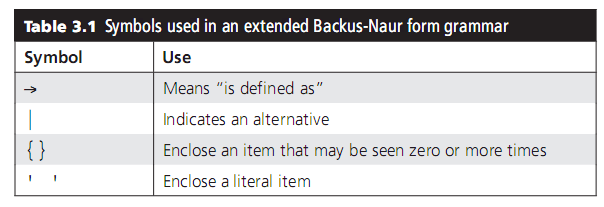 Table 3.1 Symbols used in an extended Backus-Naur form grammar
Symbol Use
→ Means "is defined as"
| Indicates an alternative
{ } Enclose an item that may be seen zero or more times
' ' Enclose a literal item